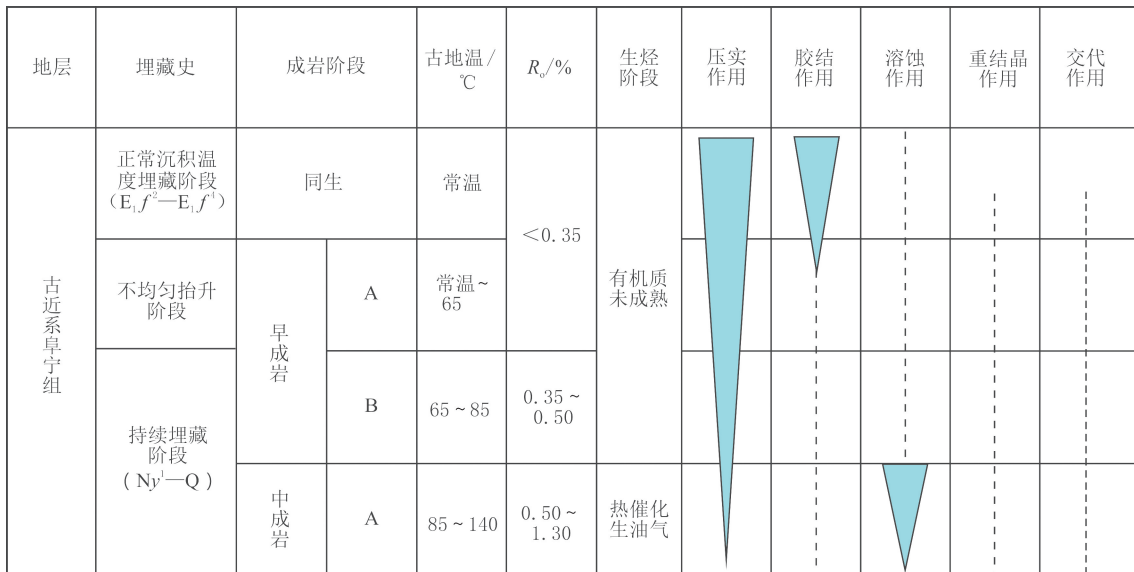 地层
埋藏史
成岩阶段
古地温/
℃
Rₒ/%
生烃
阶段
压实
作用
胶结
作用
溶蚀
作用
重结晶
作用
交代
作用
古近系阜宁组
正常沉积温
度埋藏阶段
(E₁f²—E₁f⁴)
同生
常温
<0.35
有机质
未成熟
不均匀抬升
阶段
早成岩
A
常温~
65
持续埋藏
阶段
(Ny¹—Q)
B
65~85
0.35~
0.50
中成岩
A
85~140
0.50~
1.30
热催化
生油气